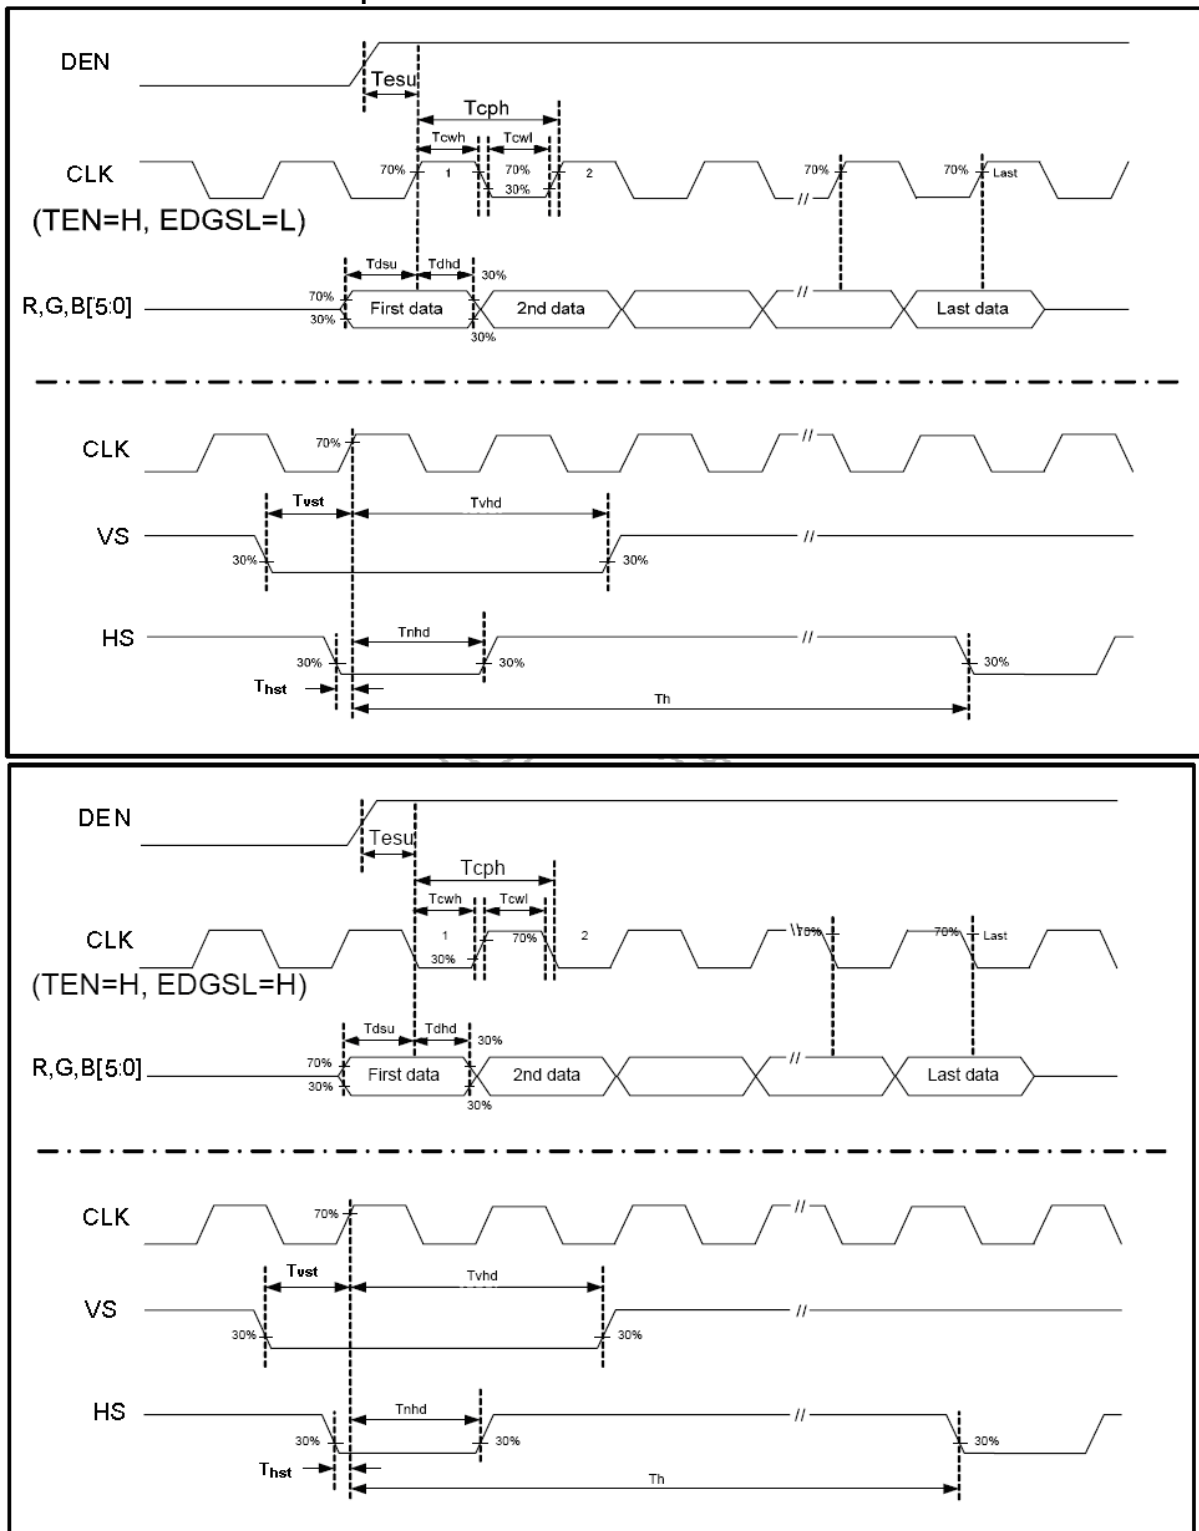 DEN
Tesu
Tcph
Tcwh Tcwl
CLK 70% 1 70% 2 70% 70% Last
30%
//
(TEN=H, EDGSL=L)
Tdsu Tdhd 30%
R,G,B[5:0] 70% First data 2nd data // Last data
30%
30%
CLK 70% //
Tvst Tvhd
VS //
30% 30%
HS Tnhd //
30% 30% 30%
Thst
Th
DEN
Tesu
Tcph
Tcwh Tcwl
CLK 1 70% 2 \\ 70% 70% Last
30%
(TEN=H, EDGSL=H)
Tdsu Tdhd 30%
R,G,B[5:0] 70% First data 2nd data // Last data
30%
30%
CLK 70% //
Tvst Tvhd
VS //
30% 30%
HS Tnhd //
30% 30% 30%
Thst
Th